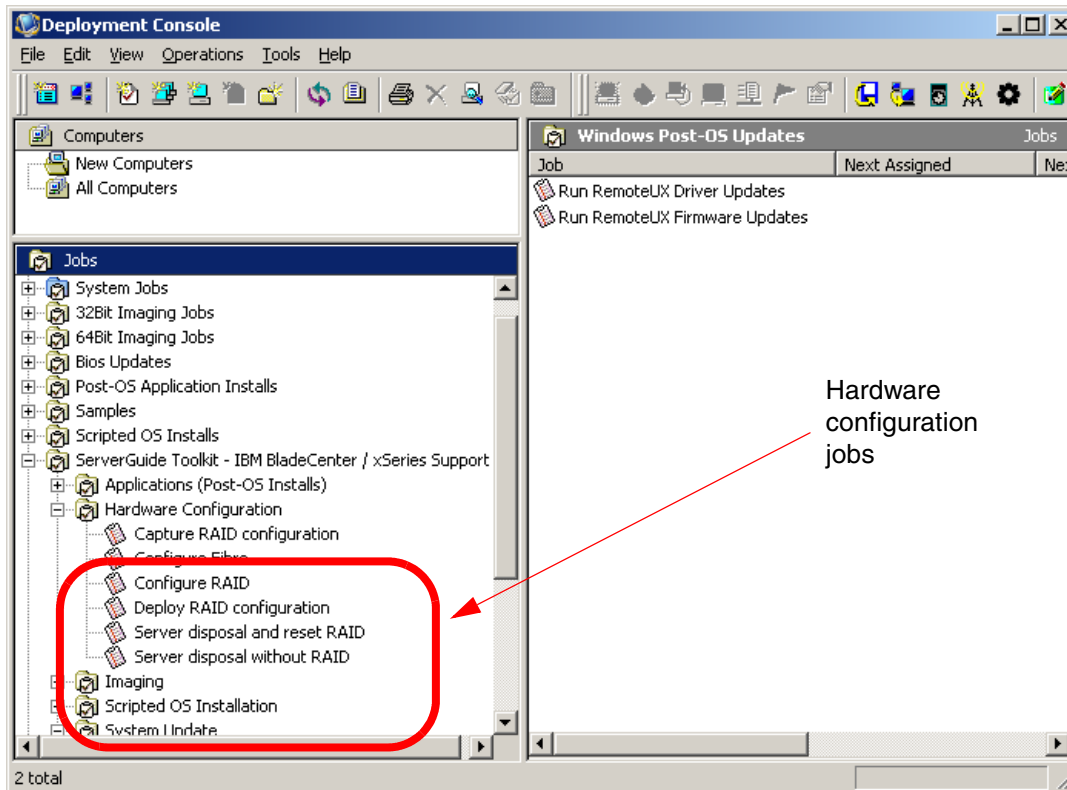 Deployment Console
File Edit View Operations Tools Help
Computers
New Computers
All Computers
Jobs
System Jobs
32Bit Imaging Jobs
64Bit Imaging Jobs
Bios Updates
Post-OS Application Installs
Samples
Scripted OS Installs
ServerGuide Toolkit - IBM BladeCenter / xSeries Support
Applications (Post-OS Installs)
Hardware Configuration
Capture RAID configuration
Configure Fibre
Configure RAID
Deploy RAID configuration
Server disposal and reset RAID
Server disposal without RAID
Imaging
Scripted OS Installation
System Update
Windows Post-OS Updates Jobs
Job Next Assigned Ne
Run RemoteUX Driver Updates
Run RemoteUX Firmware Updates
Hardware
configuration
jobs
2 total